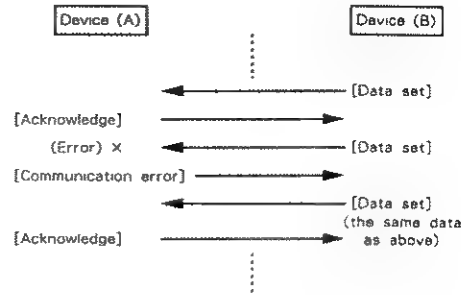 Device (A)
Device (B)
[Data set]
[Acknowledge]
(Error) ×
[Data set]
[Communication error]
[Data set]
(the same data
as above)
[Acknowledge]